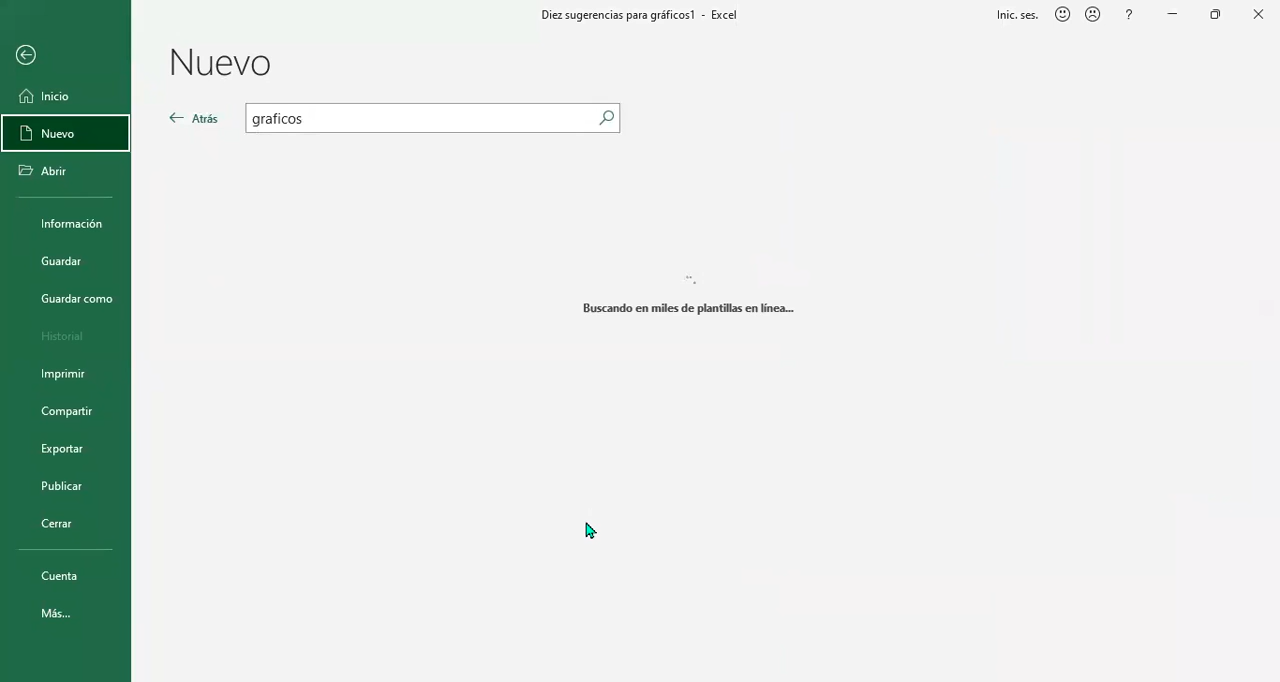 Diez sugerencias para gráficos1 - Excel
Inic. ses.
?
Nuevo
Inicio
Atrás
graficos
Nuevo
Abrir
Información
Guardar
Guardar como
Historial
Imprimir
Compartir
Exportar
Publicar
Cerrar
Cuenta
Más...
Buscando en miles de plantillas en línea...